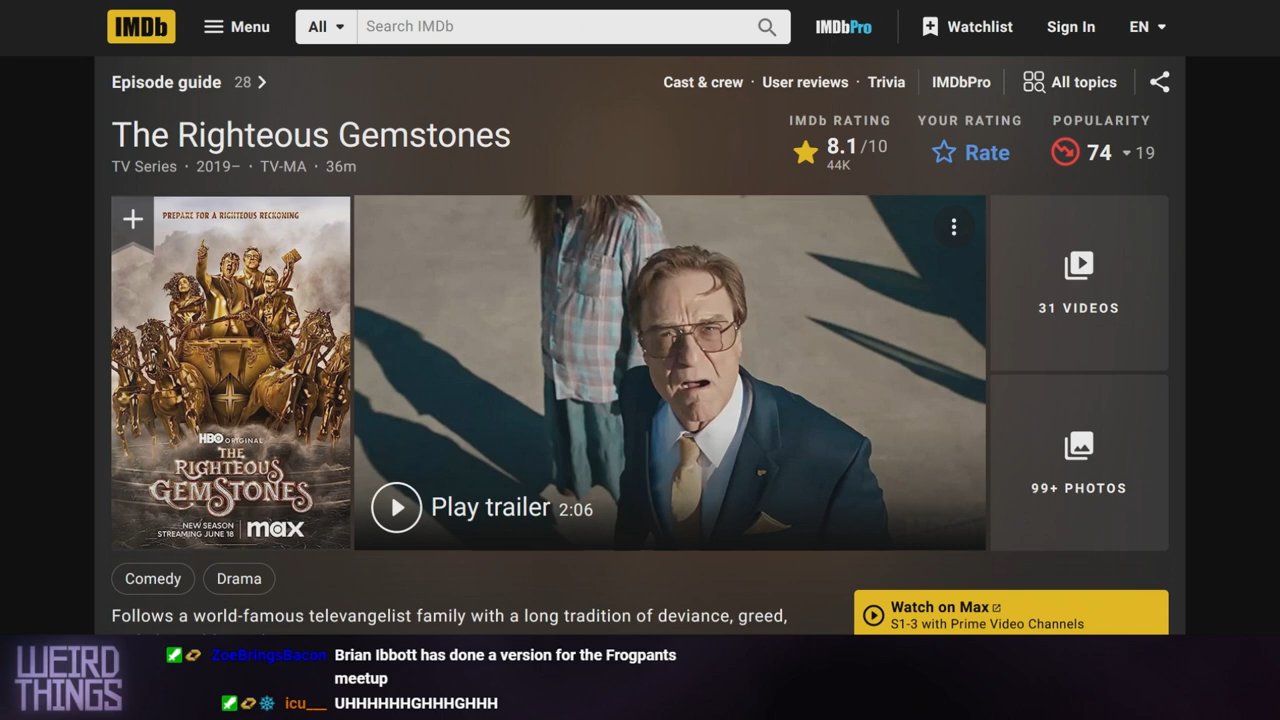 IMDb
Menu
All
Search IMDb
IMDbPro
Watchlist
Sign In
EN
Episode guide 28
Cast & crew · User reviews · Trivia
IMDbPro
All topics
The Righteous Gemstones
TV Series · 2019– · TV-MA · 36m
IMDb RATING
8.1/10
44K
YOUR RATING
Rate
POPULARITY
74
19
PREPARE FOR A RIGHTEOUS RECKONING
HBO ORIGINAL
THE
RIGHTEOUS
GEMSTONES
NEW SEASON
STREAMING JUNE 18
max
Play trailer 2:06
31 VIDEOS
99+ PHOTOS
Comedy
Drama
Follows a world-famous televangelist family with a long tradition of deviance, greed,
Watch on Max
S1-3 with Prime Video Channels
WEIRD
THINGS
ZoeBringsBacon Brian Ibbott has done a version for the Frogpants
meetup
icu___ UHHHHHHGHHHGHHH